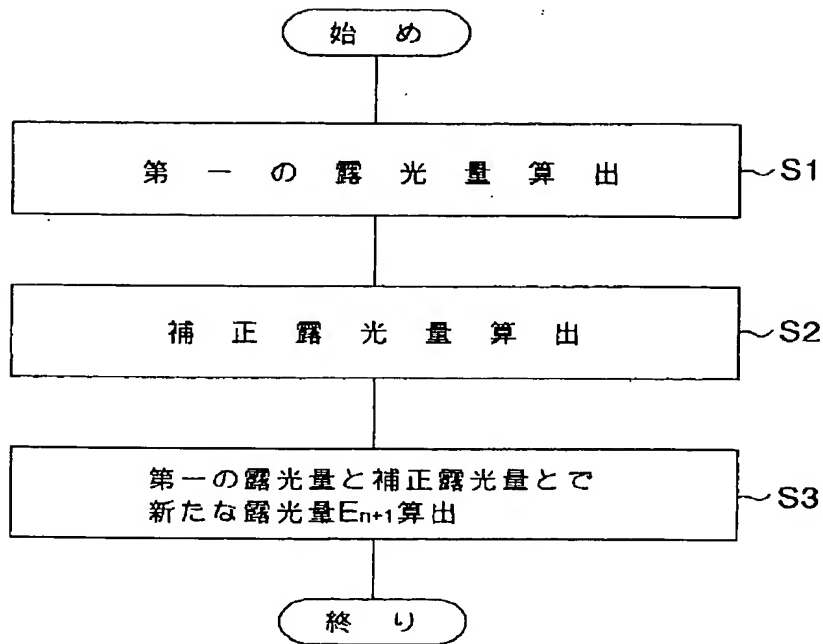 始め
第一の露光量算出
S1
補正露光量算出
S2
第一の露光量と補正露光量とで
新たな露光量En+1算出
S3
終り